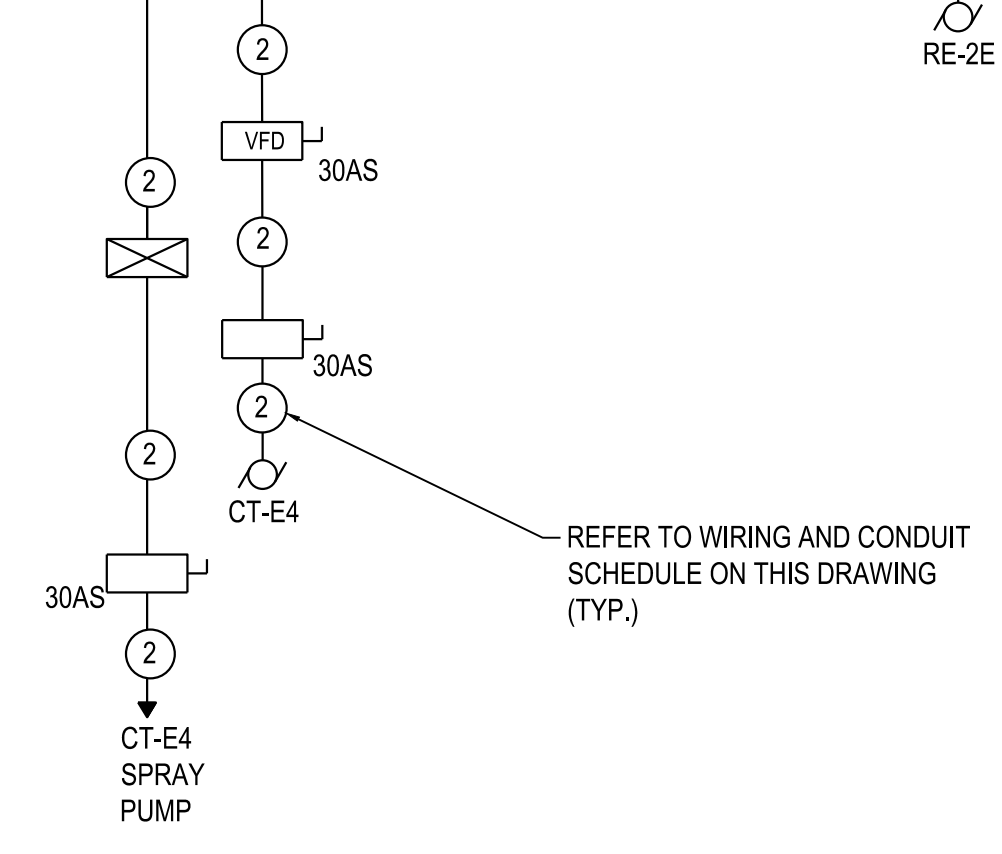 2
RE-2E
VFD
30AS
2
2
30AS
2
2
CT-E4
REFER TO WIRING AND CONDUIT
SCHEDULE ON THIS DRAWING
(TYP.)
30AS
2
CT-E4
SPRAY
PUMP